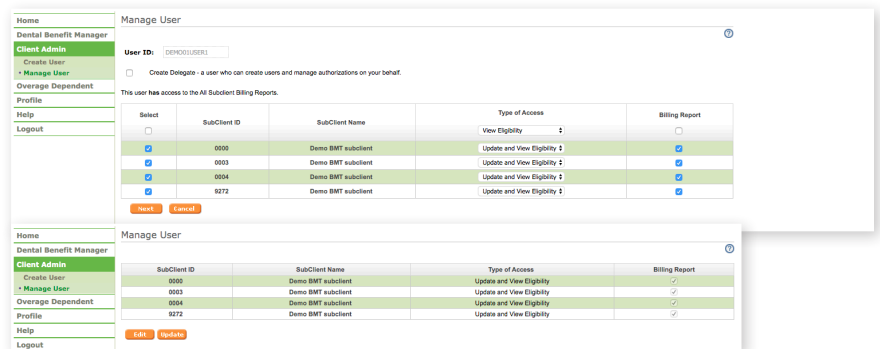 Home
Manage User
Dental Benefit Manager
?
Client Admin
User ID: DEMO01USER1
Create User
• Manage User
Create Delegate - a user who can create users and manage authorizations on your behalf.
Overage Dependent
This user has access to the All Subclient Billing Reports.
Profile
Help
Logout
Select SubClient ID SubClient Name Type of Access Billing Report
View Eligibility
0000 Demo BMT subclient Update and View Eligibility
0003 Demo BMT subclient Update and View Eligibility
0004 Demo BMT subclient Update and View Eligibility
9272 Demo BMT subclient Update and View Eligibility
Next Cancel
Home
Manage User
Dental Benefit Manager
?
Client Admin
Create User
• Manage User
Overage Dependent
Profile
Help
Logout
SubClient ID SubClient Name Type of Access Billing Report
0000 Demo BMT subclient Update and View Eligibility
0003 Demo BMT subclient Update and View Eligibility
0004 Demo BMT subclient Update and View Eligibility
9272 Demo BMT subclient Update and View Eligibility
Edit Update